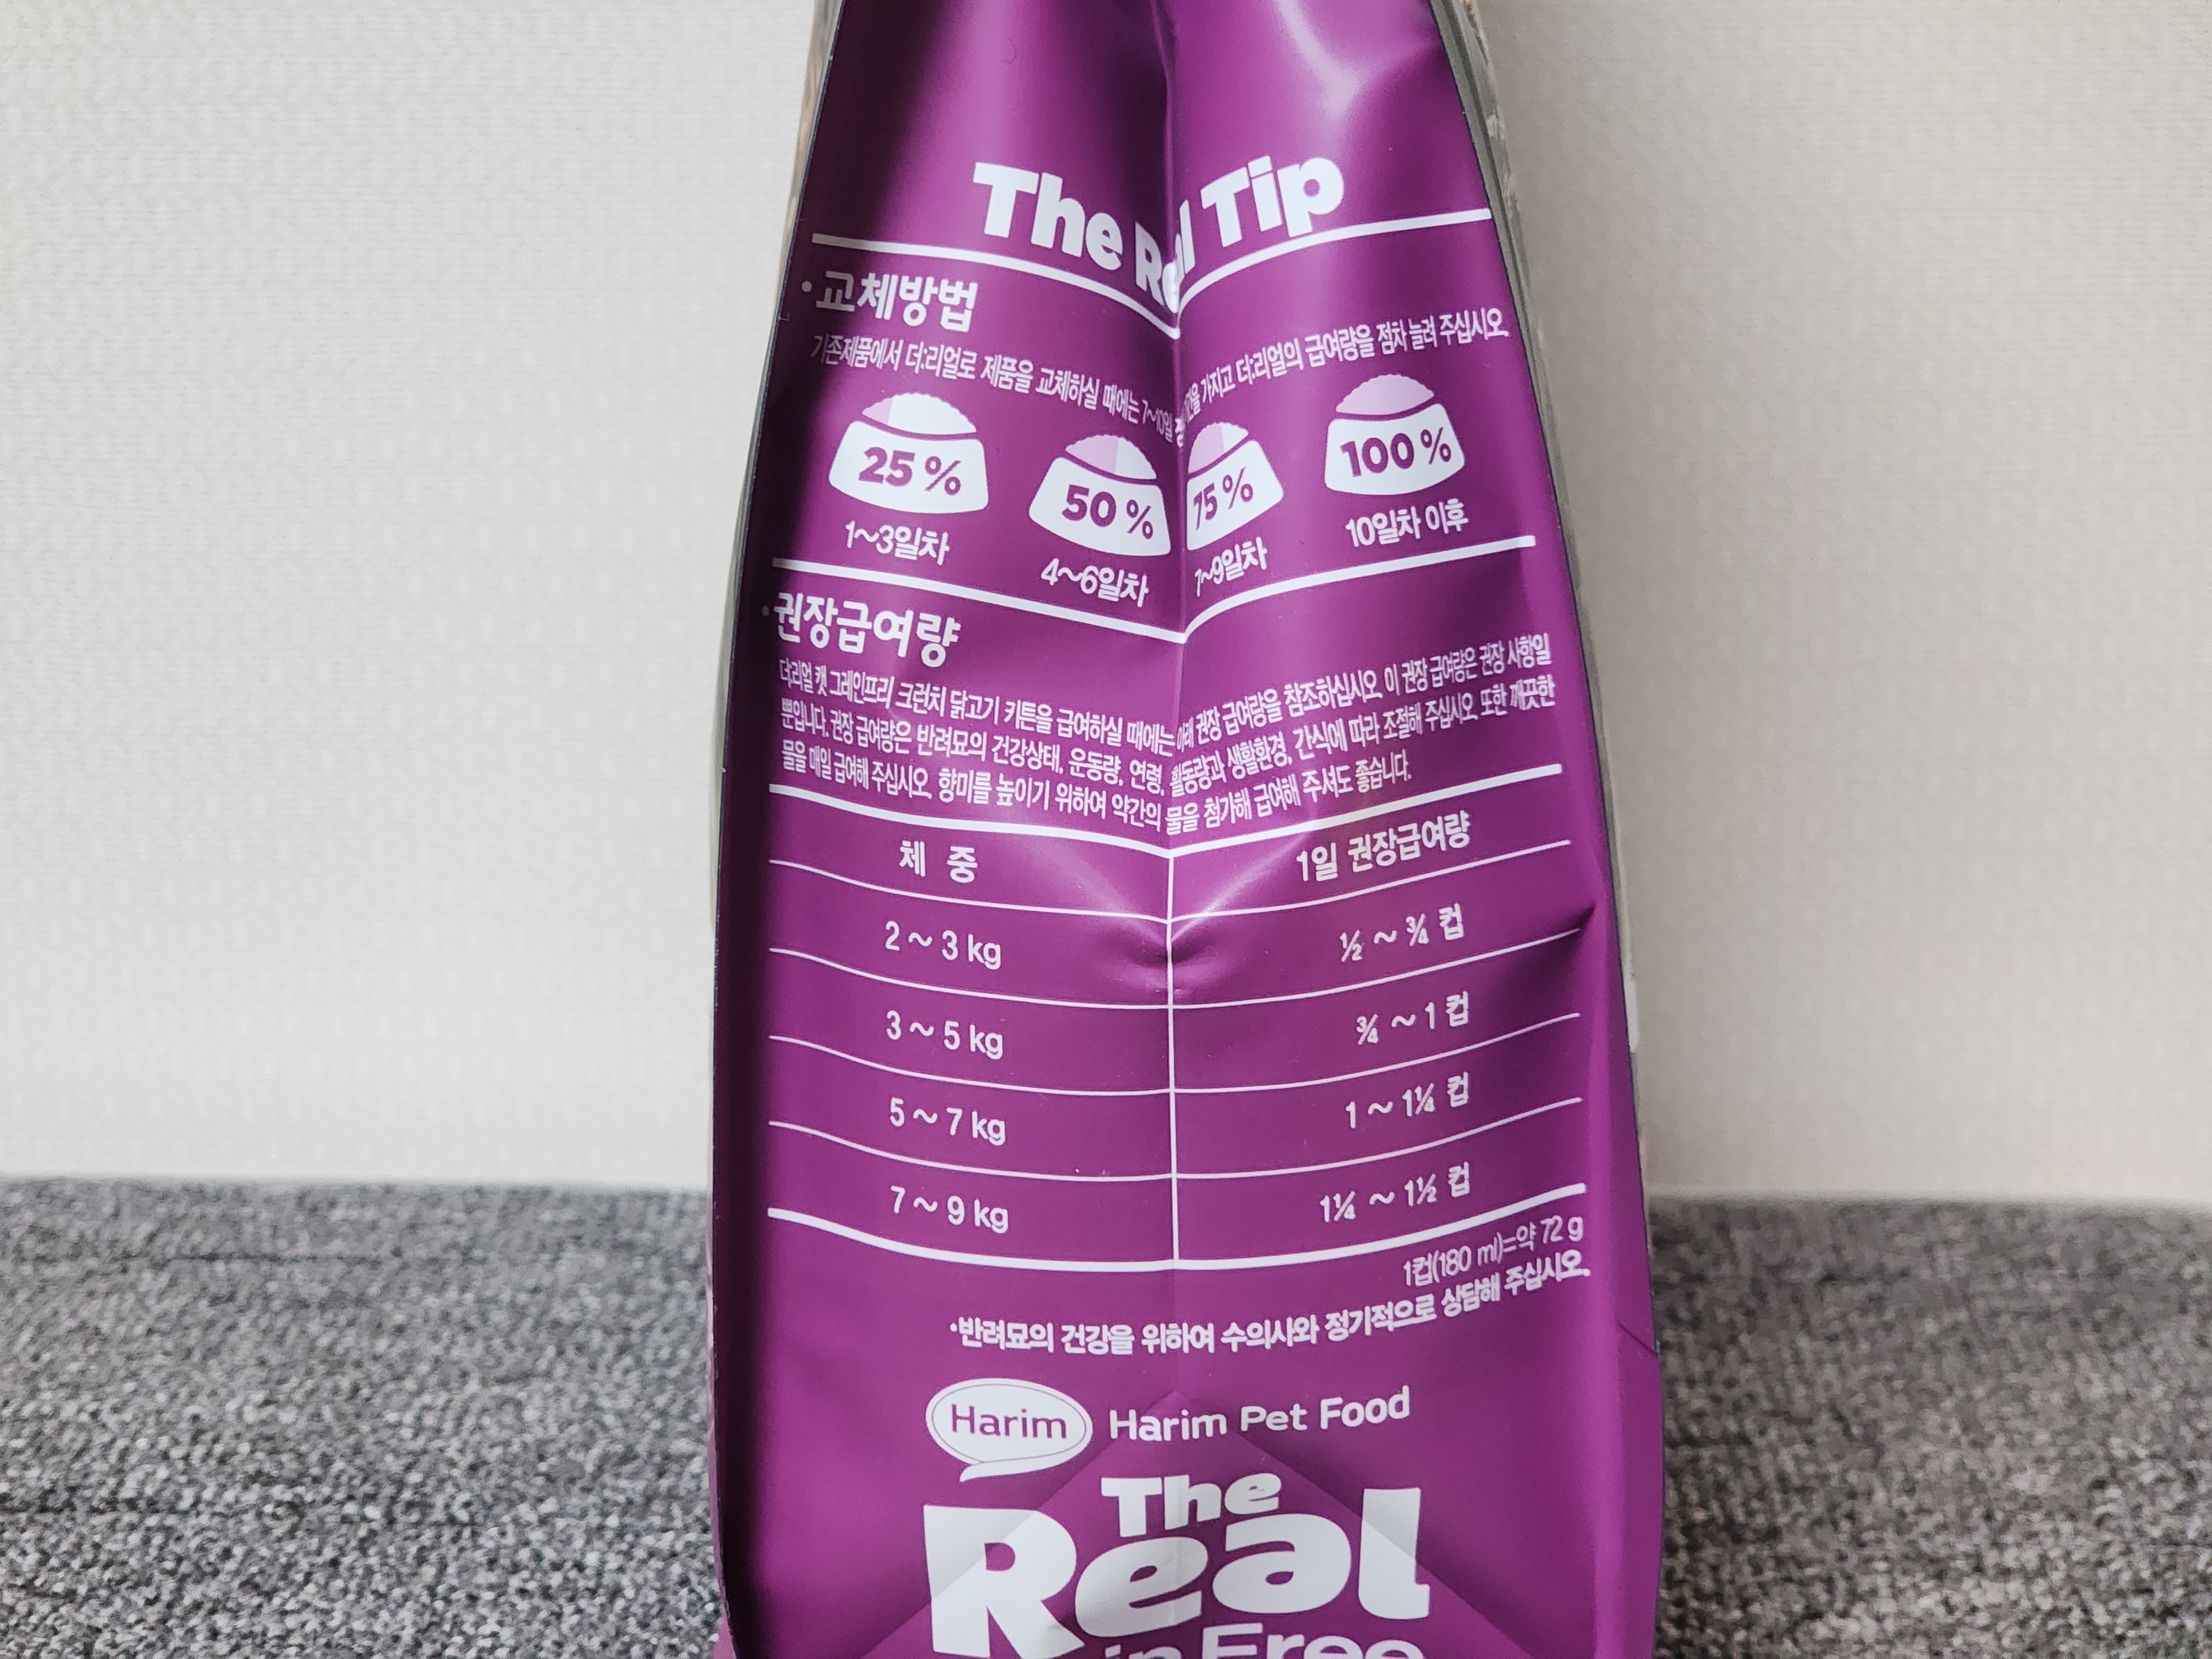 The Real Tip
·교체방법
기존제품에서 더:리얼로 제품을 교체하실 때에는 7~10일 가지고 더:리얼의 급여량을 점차 늘려 주십시오.
25% 50% 75% 100%
1~3일차 4~6일차 7~9일차 10일차 이후
·권장급여량
더:리얼 캣 그레인프리 크런치 닭고기 키튼을 급여하실 때에는 아래 권장 급여량을 참조하십시오. 이 권장 급여량은 권장 사항일
뿐입니다. 권장 급여량은 반려묘의 건강상태, 운동량, 연령, 활동량과 생활환경, 간식에 따라 조절해 주십시오. 또한 깨끗한
물을 매일 급여해 주십시오. 향미를 높이기 위하여 약간의 물을 첨가해 급여해 주셔도 좋습니다.
체 중 1일 권장급여량
2 ~ 3 kg ½ ~ ¾ 컵
3 ~ 5 kg ¾ ~ 1 컵
5 ~ 7 kg 1 ~ 1¼ 컵
7 ~ 9 kg 1¼ ~ 1½ 컵
1컵(180 ml)=약 72 g
·반려묘의 건강을 위하여 수의사와 정기적으로 상담해 주십시오.
Harim Harim Pet Food
The
Real
in Free